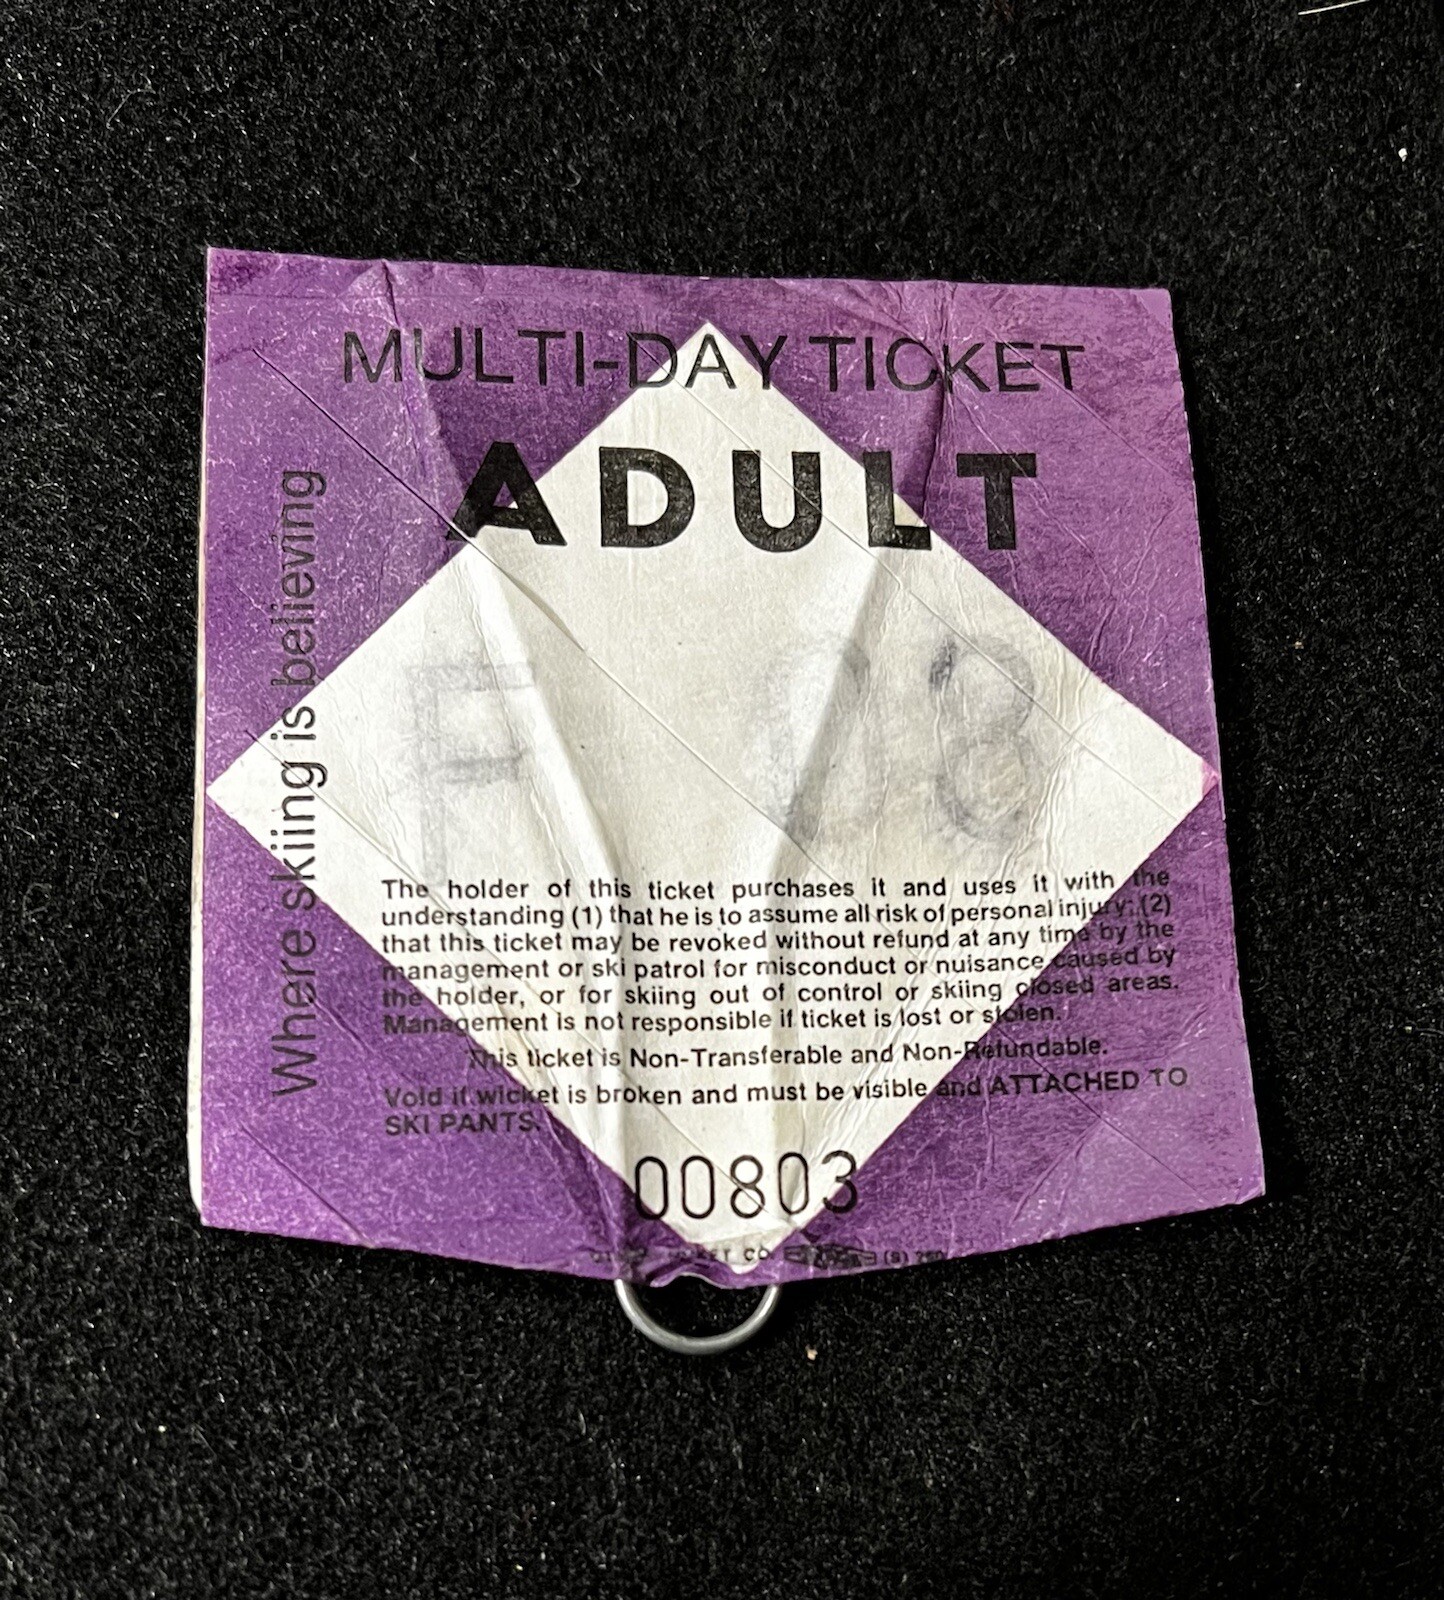 MULTI-DAY TICKET
ADULT
Where skiing is believing
F 08
The holder of this ticket purchases it and uses it with the
understanding (1) that he is to assume all risk of personal injury; (2)
that this ticket may be revoked without refund at any time by the
management or ski patrol for misconduct or nuisance caused by
the holder, or for skiing out of control or skiing closed areas.
Management is not responsible if ticket is lost or stolen.
This ticket is Non-Transferable and Non-Refundable.
Void if wicket is broken and must be visible and ATTACHED TO
SKI PANTS.
00803
TICKET CO.